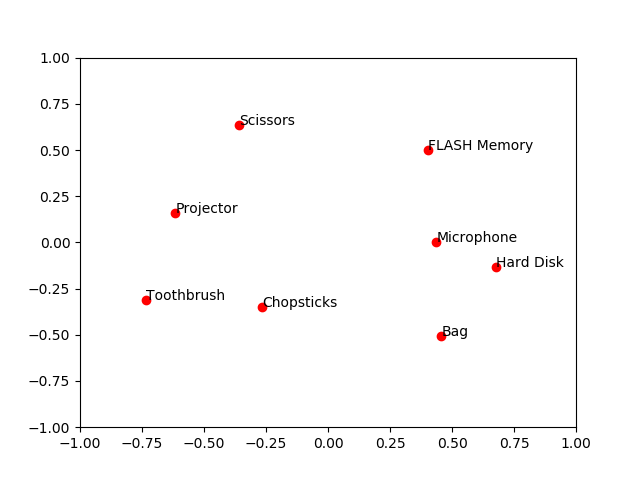 1.00
0.75
Scissors
FLASH Memory
0.50
0.25
Projector
0.00
Microphone
Hard Disk
−0.25
Toothbrush
Chopsticks
Bag
−0.50
−0.75
−1.00
−1.00 −0.75 −0.50 −0.25 0.00 0.25 0.50 0.75 1.00